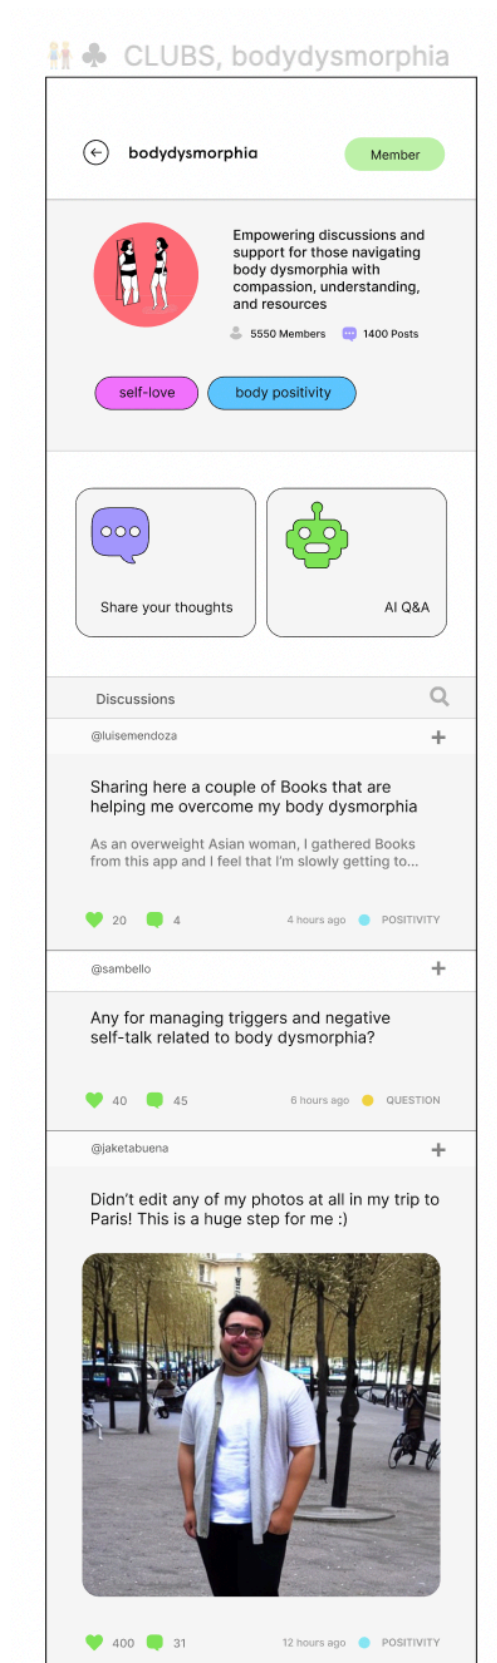 CLUBS, bodydysmorphia
bodydysmorphia
Member
Empowering discussions and
support for those navigating
body dysmorphia with
compassion, understanding,
and resources
5550 Members
1400 Posts
self-love
body positivity
Share your thoughts
AI Q&A
Discussions
@luisemendoza
Sharing here a couple of Books that are
helping me overcome my body dysmorphia
As an overweight Asian woman, I gathered Books
from this app and I feel that I'm slowly getting to...
20
4
4 hours ago
POSITIVITY
@sambello
Any for managing triggers and negative
self-talk related to body dysmorphia?
40
45
6 hours ago
QUESTION
@jaketabuena
Didn't edit any of my photos at all in my trip to
Paris! This is a huge step for me :)
400
31
12 hours ago
POSITIVITY